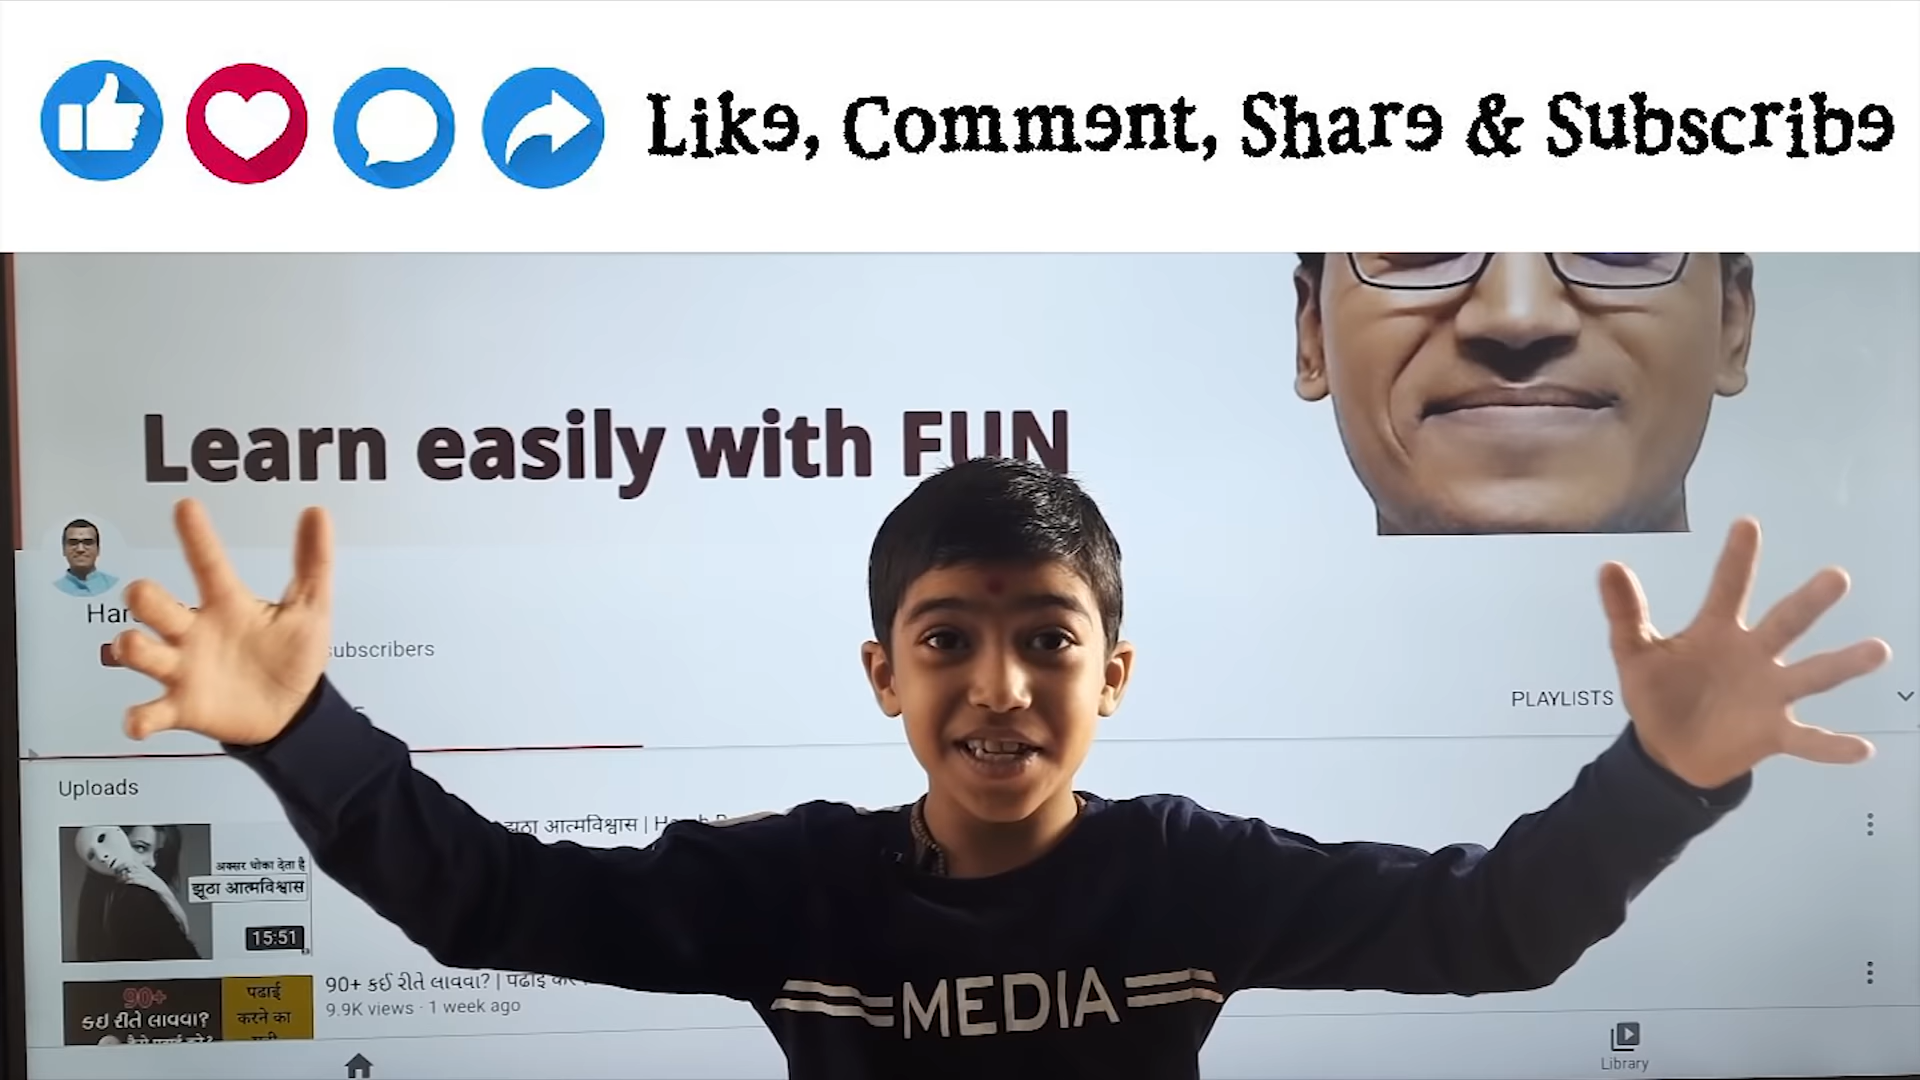 Like, Comment, Share & Subscribe
Learn easily with FUN
subscribers
PLAYLISTS
Uploads
झूठा आत्मविश्वास |
अक्सर धोका देता है
झूठा आत्मविश्वास
15:51
90+ કઈ રીતે લાવવા? | पढाई
9.9K views · 1 week ago
90+
કઈ રીતે લાવવા?
पढाई
करने का
MEDIA
Library